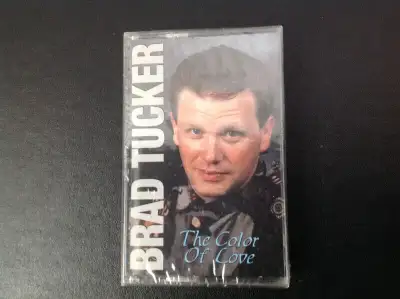 BRAD TUCKER
The Color
Of Love